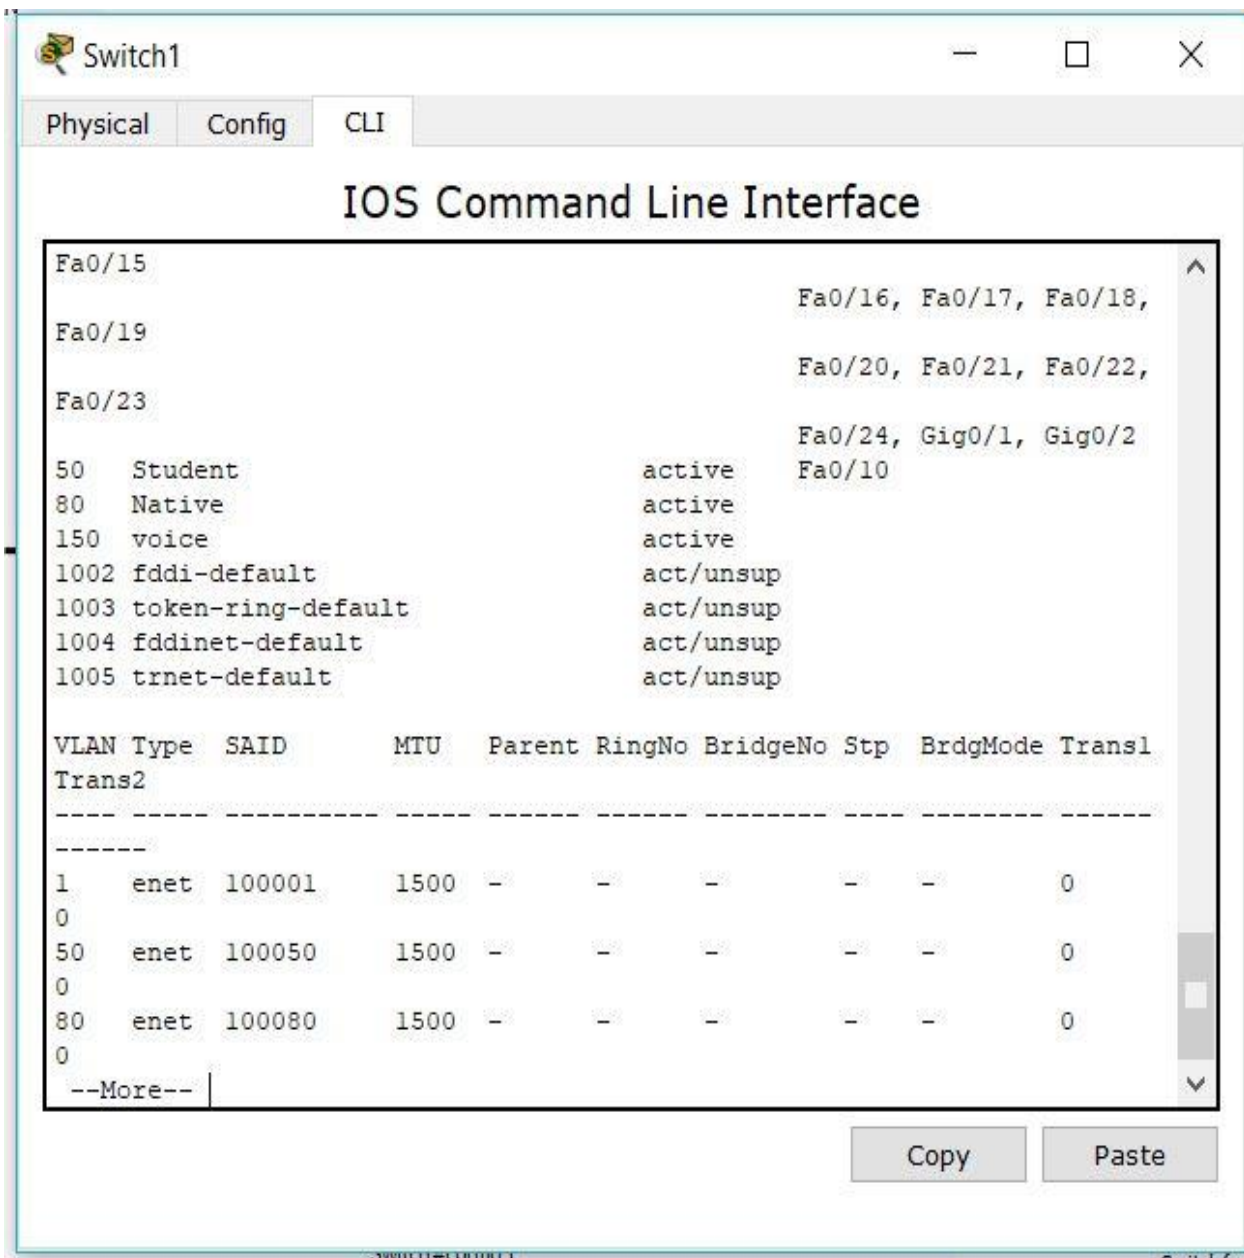 Switch1
Physical Config CLI
IOS Command Line Interface
Fa0/15
Fa0/16, Fa0/17, Fa0/18,
Fa0/19
Fa0/20, Fa0/21, Fa0/22,
Fa0/23
Fa0/24, Gig0/1, Gig0/2
50 Student active Fa0/10
80 Native active
150 voice active
1002 fddi-default act/unsup
1003 token-ring-default act/unsup
1004 fddinet-default act/unsup
1005 trnet-default act/unsup
VLAN Type SAID MTU Parent RingNo BridgeNo Stp BrdgMode Trans1
Trans2
---- ----- ---------- ----- ------ ------ -------- ---- -------- ------
------
1 enet 100001 1500 - - - - - 0
0
50 enet 100050 1500 - - - - - 0
0
80 enet 100080 1500 - - - - - 0
0
--More--
Copy Paste